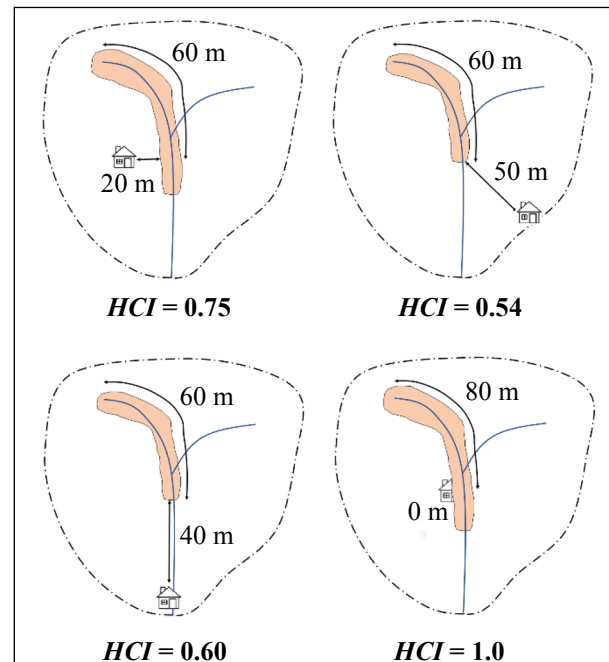 60 m
20 m
HCI = 0.75
60 m
50 m
HCI = 0.54
60 m
40 m
HCI = 0.60
80 m
0 m
HCI = 1.0